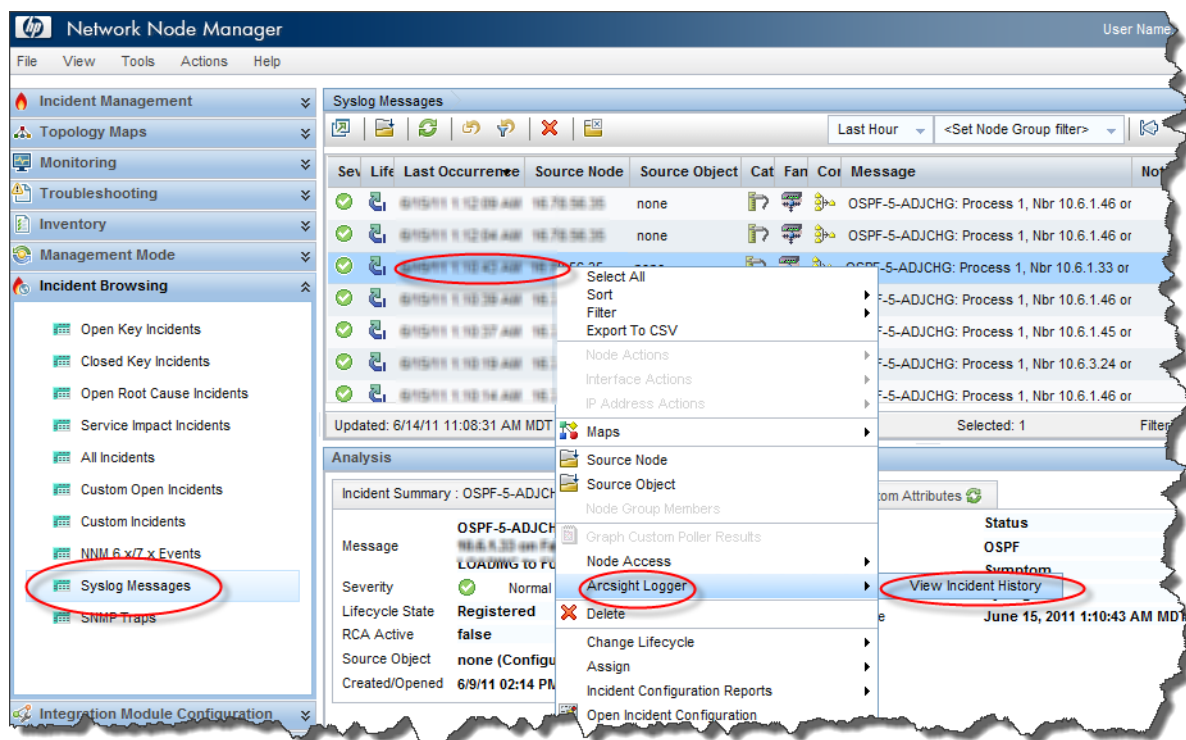 hp Network Node Manager User Name
File View Tools Actions Help
Incident Management
Topology Maps
Monitoring
Troubleshooting
Inventory
Management Mode
Incident Browsing
Open Key Incidents
Closed Key Incidents
Open Root Cause Incidents
Service Impact Incidents
All Incidents
Custom Open Incidents
Custom Incidents
NNM 6.x/7.x Events
Syslog Messages
SNMP Traps
Integration Module Configuration
Syslog Messages
Last Hour <Set Node Group filter>
Sev Life Last Occurrence Source Node Source Object Cat Fan Cor Message Not
none OSPF-5-ADJCHG: Process 1, Nbr 10.6.1.46 or
none OSPF-5-ADJCHG: Process 1, Nbr 10.6.1.46 or
OSPF-5-ADJCHG: Process 1, Nbr 10.6.1.33 or
F-5-ADJCHG: Process 1, Nbr 10.6.1.46 or
F-5-ADJCHG: Process 1, Nbr 10.6.1.45 or
F-5-ADJCHG: Process 1, Nbr 10.6.3.24 or
F-5-ADJCHG: Process 1, Nbr 10.6.1.46 or
Updated: 6/14/11 11:08:31 AM MDT Selected: 1 Filter
Select All
Sort
Filter
Export To CSV
Node Actions
Interface Actions
IP Address Actions
Maps
Source Node
Source Object
Node Group Members
Graph Custom Poller Results
Node Access
Arcsight Logger
View Incident History
Delete
Change Lifecycle
Assign
Incident Configuration Reports
Open Incident Configuration
Analysis
Incident Summary : OSPF-5-ADJCH
om Attributes
Message OSPF-5-ADJCH
LOADING to FU
Severity Normal
Lifecycle State Registered
RCA Active false
Source Object none (Configu
Created/Opened 6/9/11 02:14 PM
Status
OSPF
Symptom
e June 15, 2011 1:10:43 AM MDT